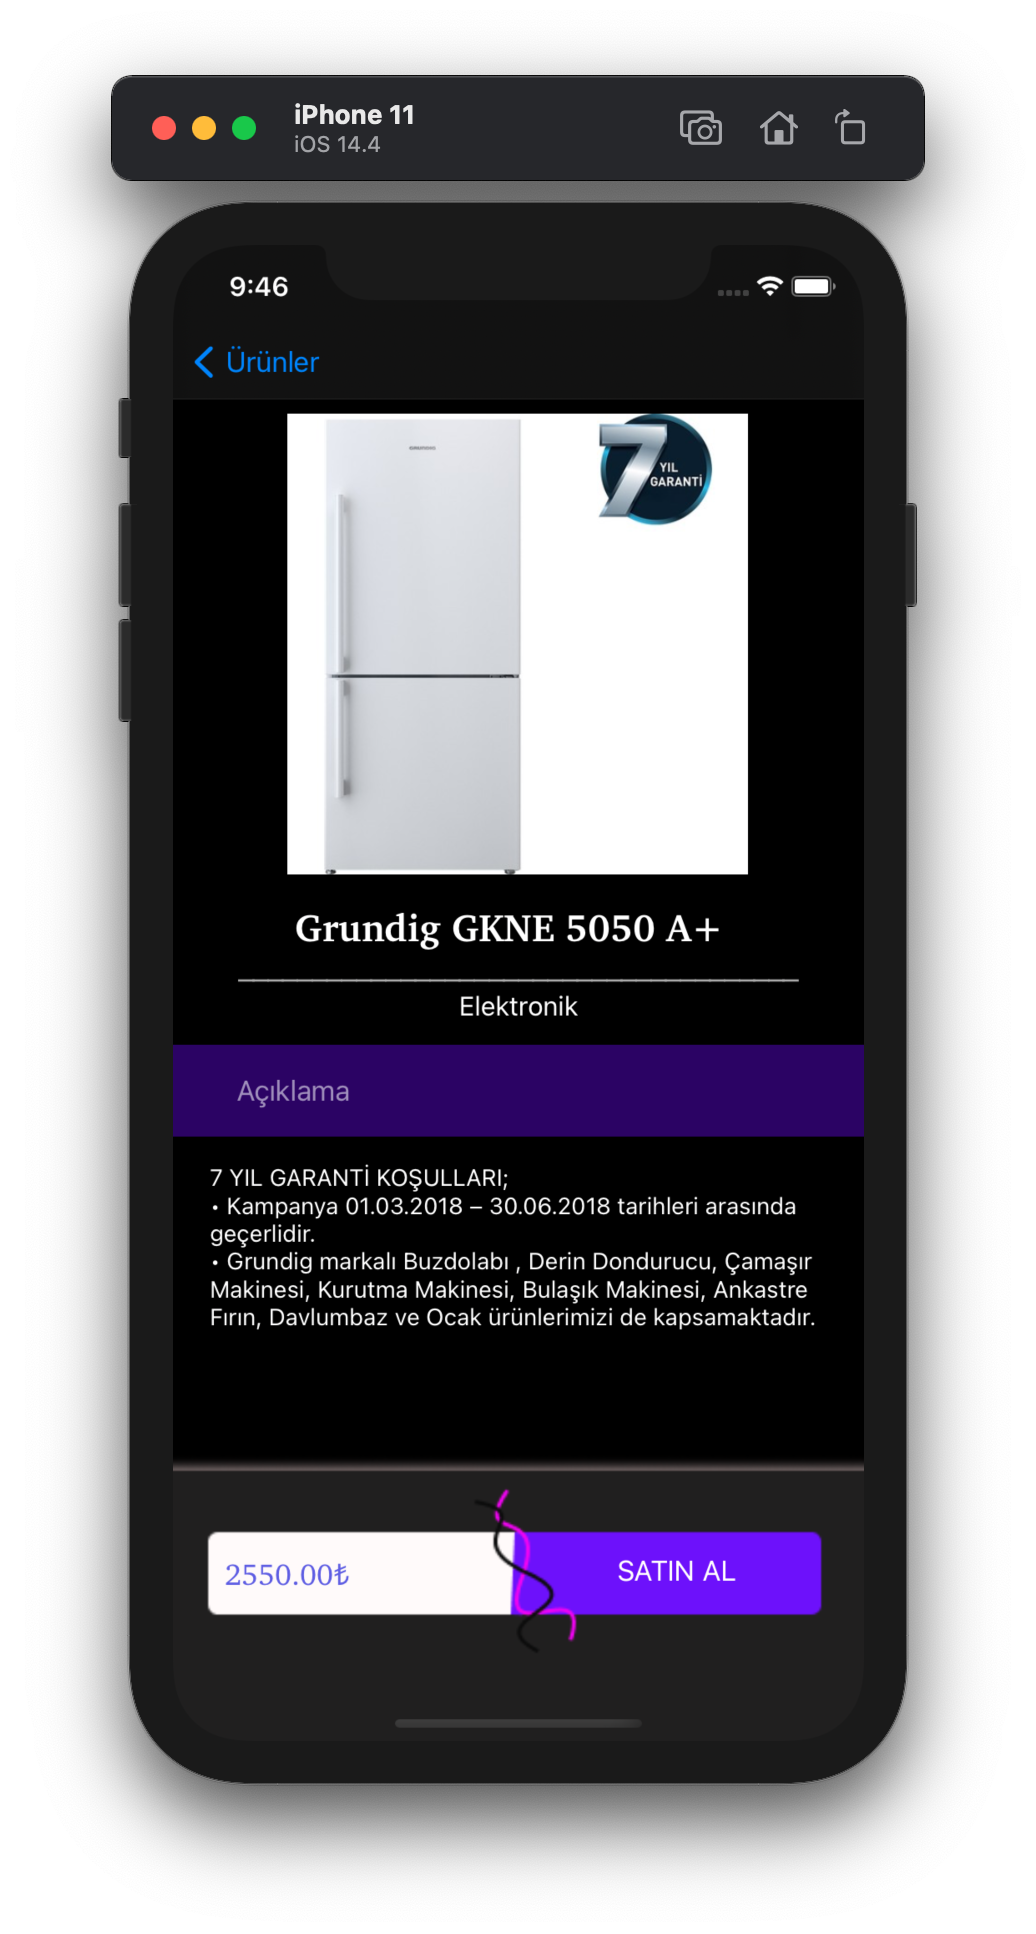 iPhone 11
iOS 14.4
9:46
Ürünler
GRUNDIG
7 YIL
GARANTİ
Grundig GKNE 5050 A+
Elektronik
Açıklama
7 YIL GARANTİ KOŞULLARI;
• Kampanya 01.03.2018 – 30.06.2018 tarihleri arasında
geçerlidir.
• Grundig markalı Buzdolabı , Derin Dondurucu, Çamaşır
Makinesi, Kurutma Makinesi, Bulaşık Makinesi, Ankastre
Fırın, Davlumbaz ve Ocak ürünlerimizi de kapsamaktadır.
2550.00₺
SATIN AL